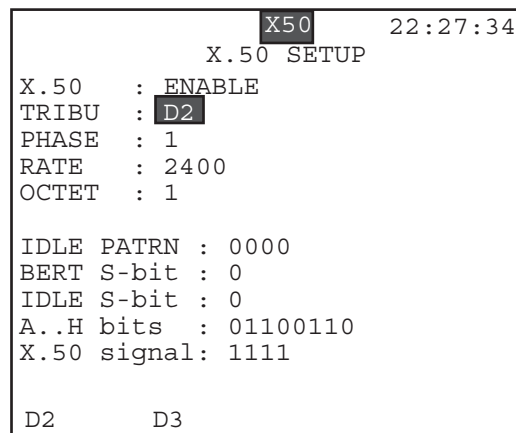 X50 22:27:34
X.50 SETUP
X.50 : ENABLE
TRIBU : D2
PHASE : 1
RATE : 2400
OCTET : 1
IDLE PATRN : 0000
BERT S-bit : 0
IDLE S-bit : 0
A..H bits : 01100110
X.50 signal: 1111
D2 D3